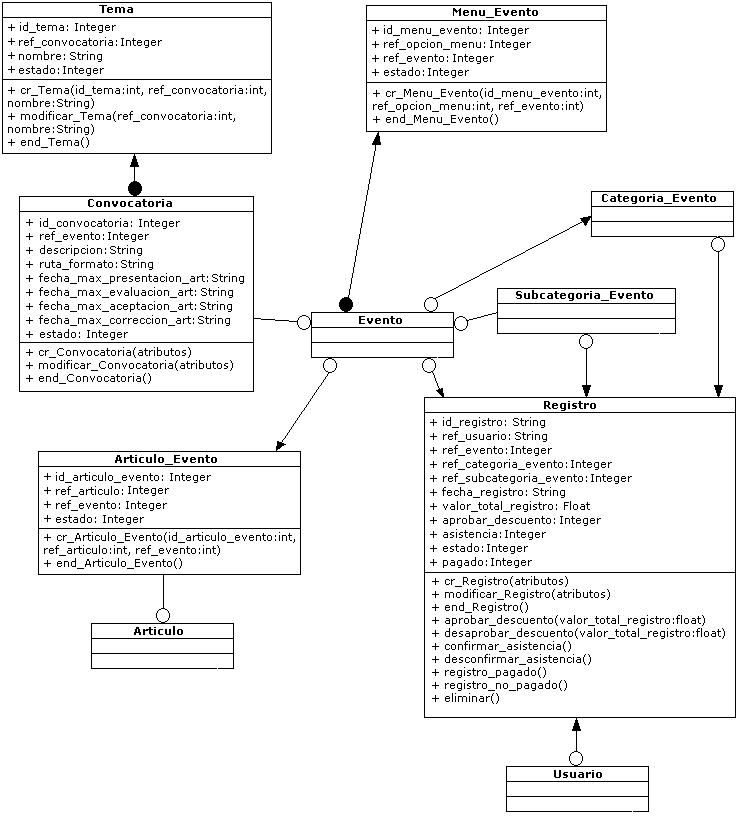 Tema
+ id_tema: Integer
+ ref_convocatoria: Integer
+ nombre: String
+ estado: Integer
+ cr_Tema(id_tema:int, ref_convocatoria:int,
nombre:String)
+ modificar_Tema(ref_convocatoria:int,
nombre:String)
+ end_Tema()
Menu_Evento
+ id_menu_evento: Integer
+ ref_opcion_menu: Integer
+ ref_evento: Integer
+ estado: Integer
+ cr_Menu_Evento(id_menu_evento:int,
ref_opcion_menu:int, ref_evento:int)
+ end_Menu_Evento()
Convocatoria
+ id_convocatoria: Integer
+ ref_evento: Integer
+ descripcion: String
+ ruta_formato: String
+ fecha_max_presentacion_art: String
+ fecha_max_evaluacion_art: String
+ fecha_max_aceptacion_art: String
+ fecha_max_correccion_art: String
+ estado: Integer
+ cr_Convocatoria(atributos)
+ modificar_Convocatoria(atributos)
+ end_Convocatoria()
Categoria_Evento
Subcategoria_Evento
Evento
Articulo_Evento
+ id_articulo_evento: Integer
+ ref_articulo: Integer
+ ref_evento: Integer
+ estado: Integer
+ cr_Articulo_Evento(id_articulo_evento:int,
ref_articulo:int, ref_evento:int)
+ end_Articulo_Evento()
Articulo
Registro
+ id_registro: String
+ ref_usuario: String
+ ref_evento: Integer
+ ref_categoria_evento: Integer
+ ref_subcategoria_evento: Integer
+ fecha_registro: String
+ valor_total_registro: Float
+ aprobar_descuento: Integer
+ asistencia: Integer
+ estado: Integer
+ pagado: Integer
+ cr_Registro(atributos)
+ modificar_Registro(atributos)
+ end_Registro()
+ aprobar_descuento(valor_total_registro:float)
+ desaprobar_descuento(valor_total_registro:float)
+ confirmar_asistencia()
+ desconfirmar_asistencia()
+ registro_pagado()
+ registro_no_pagado()
+ eliminar()
Usuario